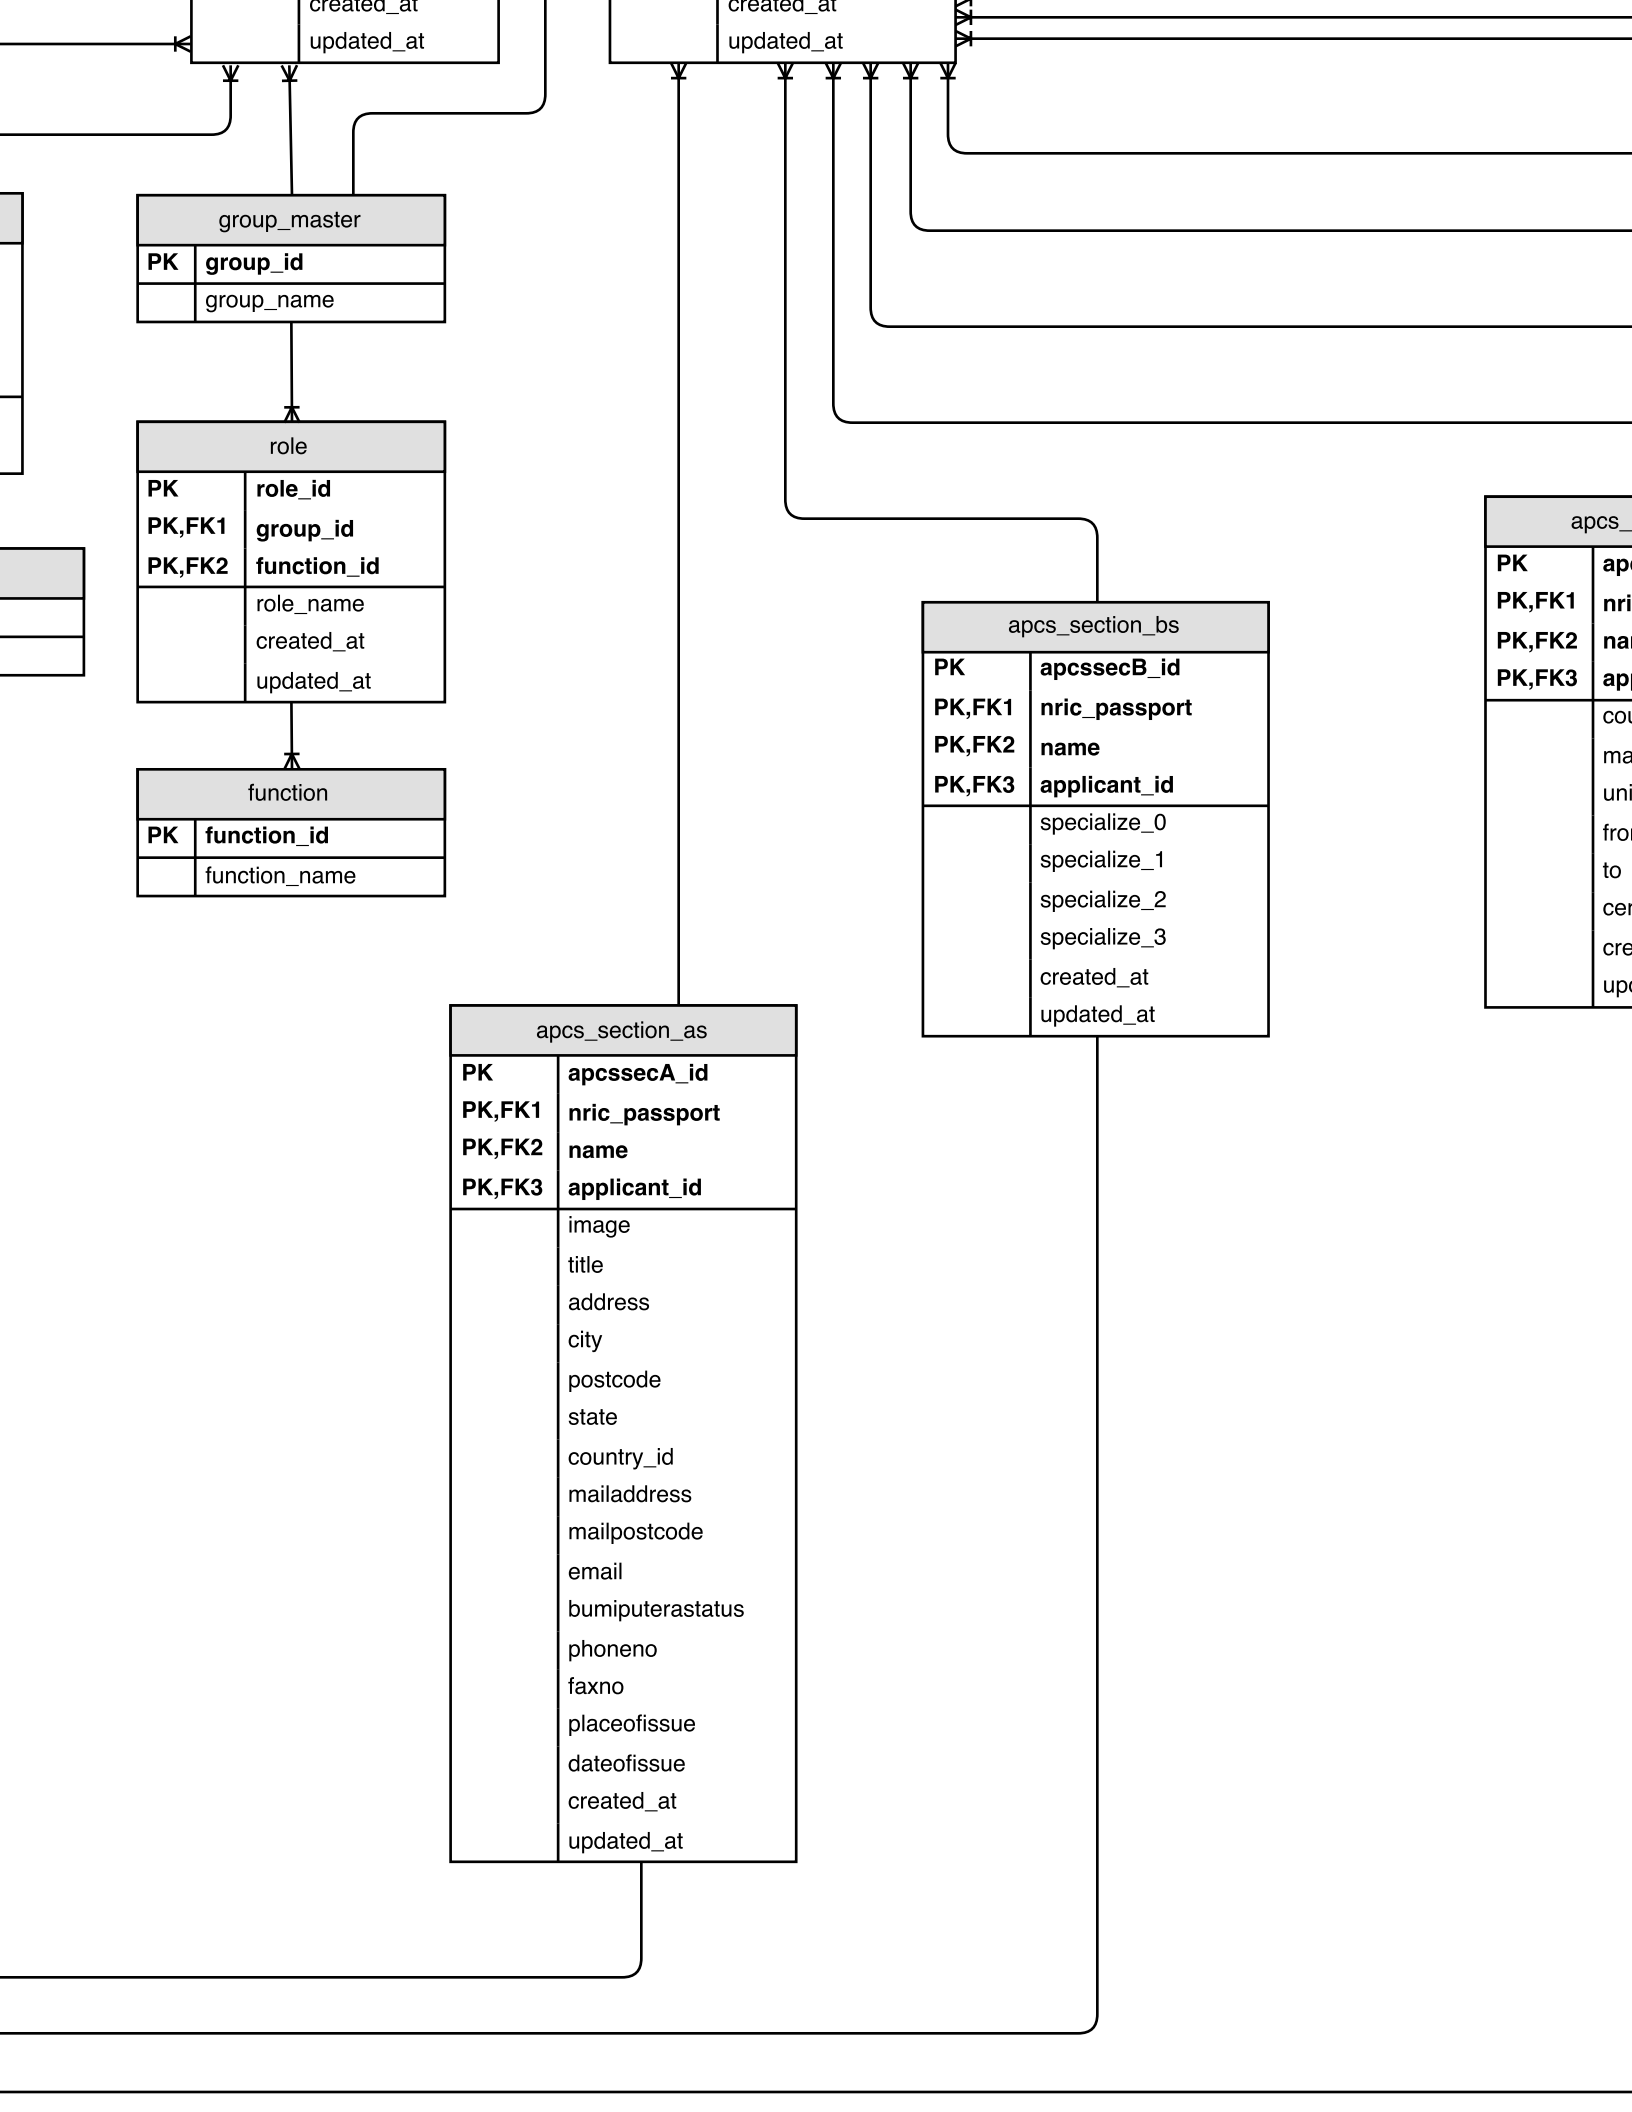 created_at
updated_at
created_at
updated_at
group_master
PK group_id
group_name
role
PK role_id
PK,FK1 group_id
PK,FK2 function_id
role_name
created_at
updated_at
function
PK function_id
function_name
apcs_section_as
PK apcssecA_id
PK,FK1 nric_passport
PK,FK2 name
PK,FK3 applicant_id
image
title
address
city
postcode
state
country_id
mailaddress
mailpostcode
email
bumiputerastatus
phoneno
faxno
placeofissue
dateofissue
created_at
updated_at
apcs_section_bs
PK apcssecB_id
PK,FK1 nric_passport
PK,FK2 name
PK,FK3 applicant_id
specialize_0
specialize_1
specialize_2
specialize_3
created_at
updated_at
apcs_
PK
PK,FK1
PK,FK2
PK,FK3
to